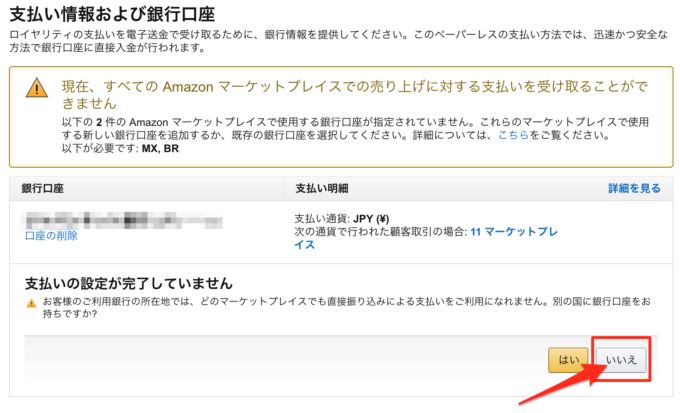 支払い情報および銀行口座
ロイヤリティの支払いを電子送金で受け取るために、銀行情報を提供してください。このペーパーレスの支払い方法では、迅速かつ安全な
方法で銀行口座に直接入金が行われます。
現在、すべての Amazon マーケットプレイスでの売り上げに対する支払いを受け取ることがで
きません
以下の 2 件の Amazon マーケットプレイスで使用する銀行口座が指定されていません。これらのマーケットプレイスで使用
する新しい銀行口座を追加するか、既存の銀行口座を選択してください。詳細については、こちらをご覧ください。
以下が必要です: MX, BR
銀行口座 支払い明細 詳細を見る
支払い通貨: JPY (¥)
口座の削除
次の通貨で行われた顧客取引の場合: 11 マーケットプレ
イス
支払いの設定が完了していません
お客様のご利用銀行の所在地では、どのマーケットプレイスでも直接振り込みによる支払いをご利用になれません。別の国に銀行口座をお
持ちですか?
はい いいえ